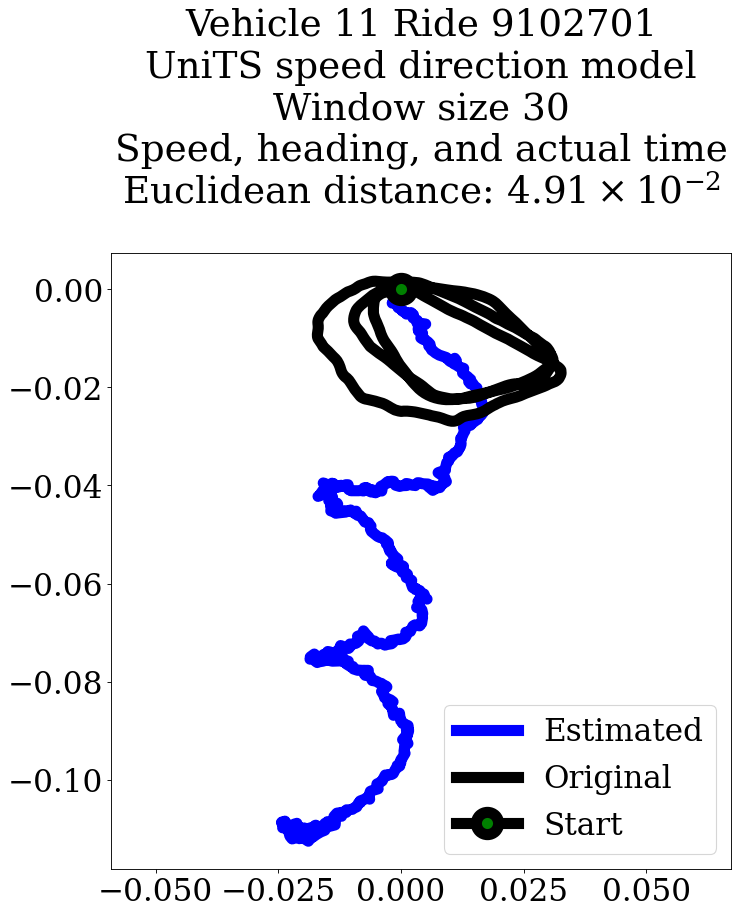 Vehicle 11 Ride 9102701
UniTS speed direction model
Window size 30
Speed, heading, and actual time
Euclidean distance: 4.91 × 10⁻²
0.00
−0.02
−0.04
−0.06
−0.08
−0.10
Estimated
Original
Start
−0.050 −0.025 0.000 0.025 0.050